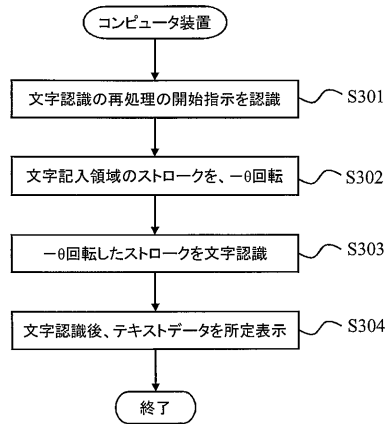 コンピュータ装置
文字認識の再処理の開始指示を認識
S301
文字記入領域のストロークを、－θ回転
S302
－θ回転したストロークを文字認識
S303
文字認識後、テキストデータを所定表示
S304
終了